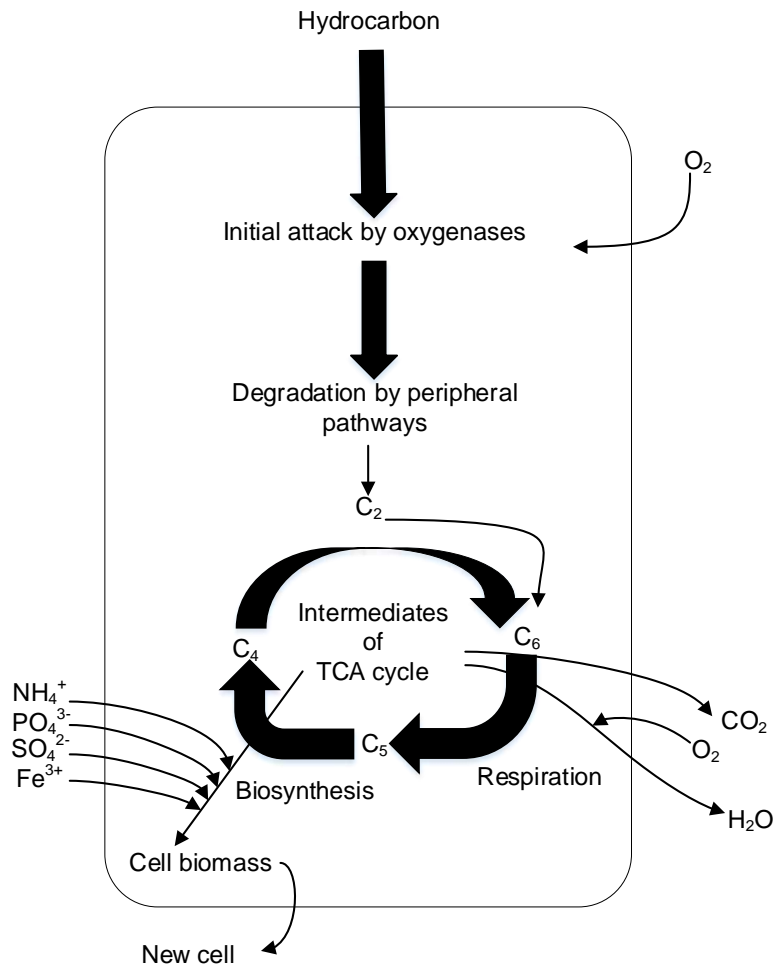 Hydrocarbon
O₂
Initial attack by oxygenases
Degradation by peripheral
pathways
C₂
Intermediates
of
TCA cycle
C₆
C₄
C₅
NH₄⁺
PO₄³⁻
SO₄²⁻
Fe³⁺
CO₂
O₂
Respiration
Biosynthesis
H₂O
Cell biomass
New cell